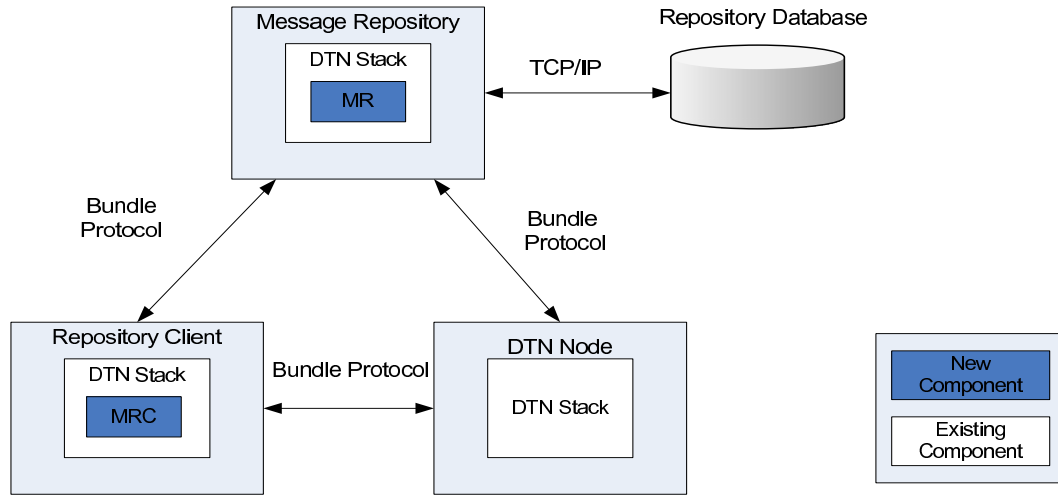 Message Repository
DTN Stack
MR
TCP/IP
Repository Database
Bundle
Protocol
Bundle
Protocol
Repository Client
DTN Stack
MRC
Bundle Protocol
DTN Node
DTN Stack
New
Component
Existing
Component